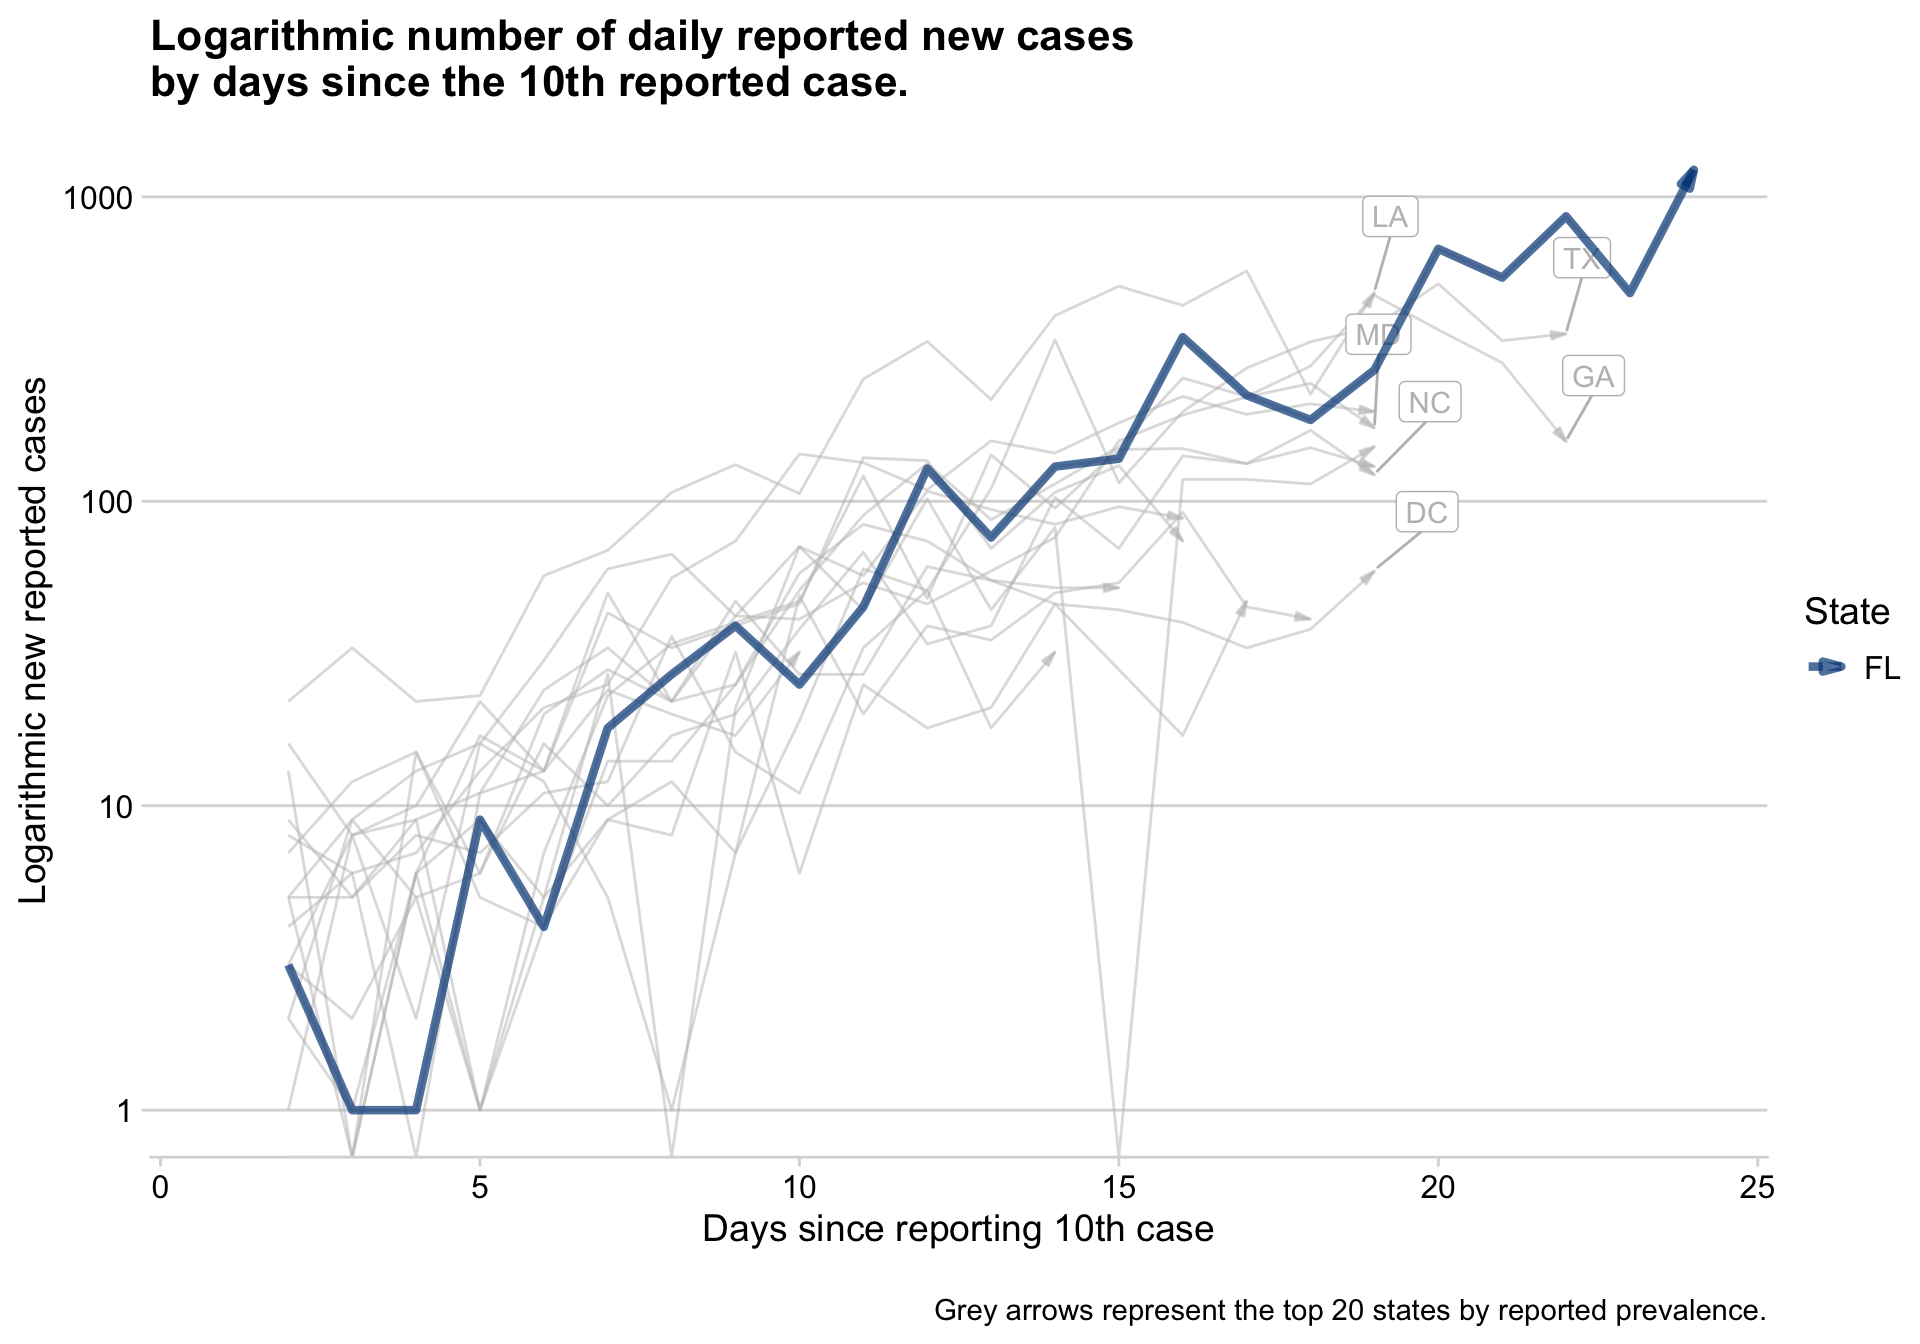 Logarithmic number of daily reported new cases
by days since the 10th reported case.
Logarithmic new reported cases
1000
100
10
1
LA
TX
MD
GA
NC
DC
State
FL
0 5 10 15 20 25
Days since reporting 10th case
Grey arrows represent the top 20 states by reported prevalence.